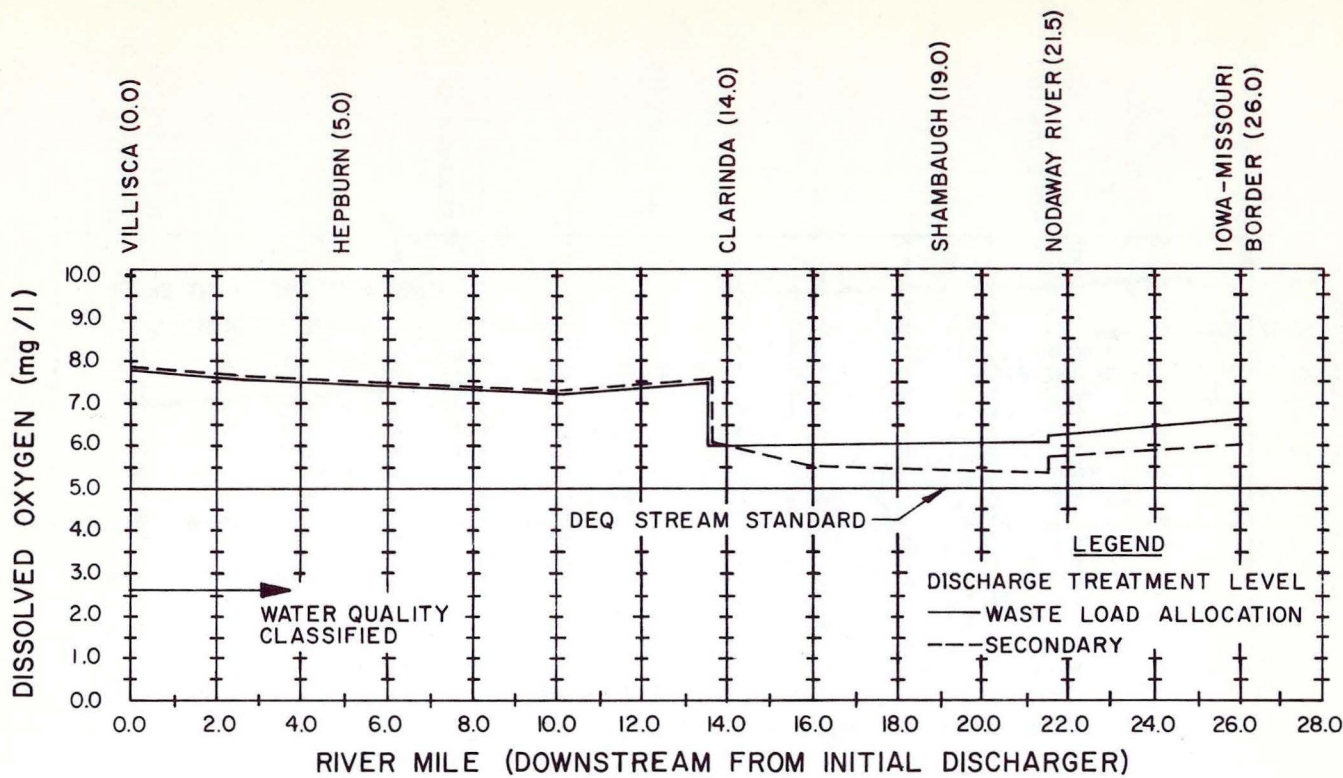 VILLISCA (0.0)
HEPBURN (5.0)
CLARINDA (14.0)
SHAMBAUGH (19.0)
NODAWAY RIVER (21.5)
IOWA-MISSOURI
BORDER (26.0)
DISSOLVED OXYGEN (mg/l)
10.0
9.0
8.0
7.0
6.0
5.0
4.0
3.0
2.0
1.0
0.0
DEQ STREAM STANDARD
WATER QUALITY
CLASSIFIED
LEGEND
DISCHARGE TREATMENT LEVEL
WASTE LOAD ALLOCATION
SECONDARY
0.0 2.0 4.0 6.0 8.0 10.0 12.0 14.0 16.0 18.0 20.0 22.0 24.0 26.0 28.0
RIVER MILE (DOWNSTREAM FROM INITIAL DISCHARGER)